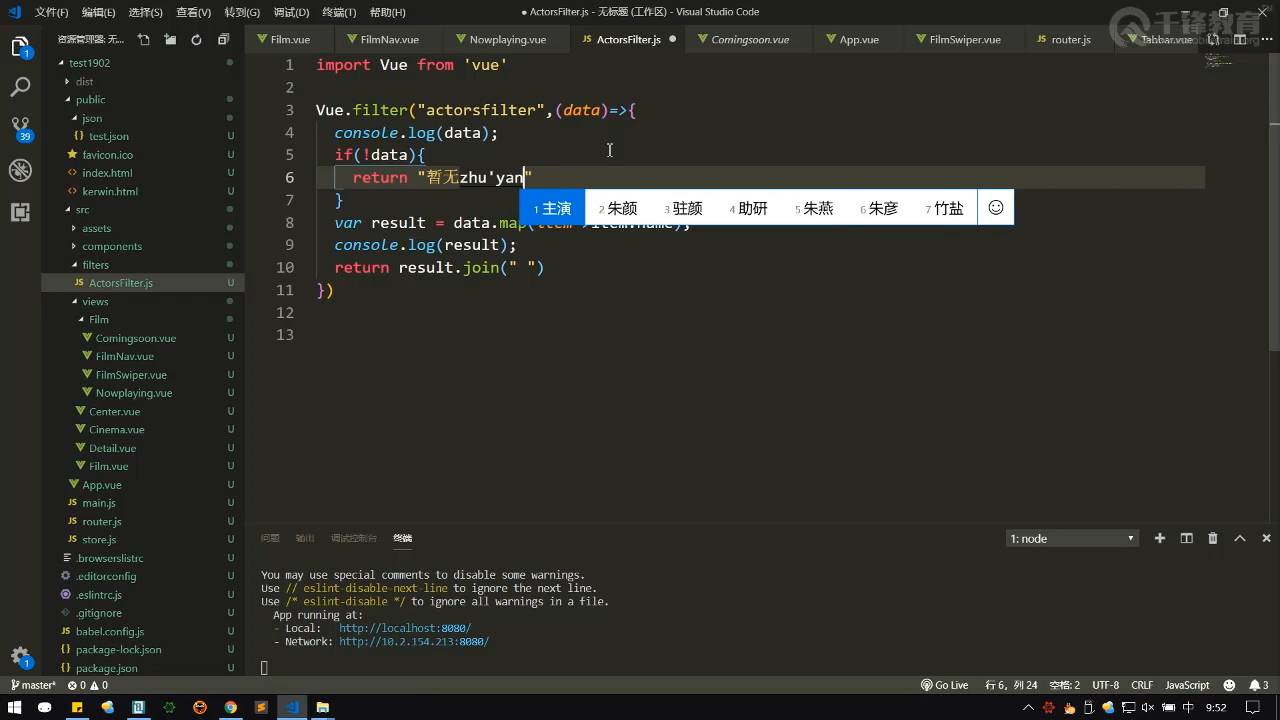 文件(F) 编辑(E) 选择(S) 查看(V) 转到(G) 调试(D) 终端(T) 帮助(H) ● ActorsFilter.js - 无标题 (工作区) - Visual Studio Code
千锋教育
资源管理器: 无... Film.vue FilmNav.vue Nowplaying.vue JS ActorsFilter.js ● Comingsoon.vue App.vue FilmSwiper.vue JS router.js Tabbar.vue
test1902
dist
public
json
test.json U
favicon.ico U
index.html U
kerwin.html U
src
assets
components
filters
JS ActorsFilter.js U
views
Film
Comingsoon.vue U
FilmNav.vue U
FilmSwiper.vue U
Nowplaying.vue U
Center.vue U
Cinema.vue U
Detail.vue U
Film.vue U
App.vue U
JS main.js U
JS router.js U
JS store.js U
.browserslistrc U
.editorconfig U
.eslintrc.js U
.gitignore U
babel.config.js U
package-lock.json U
package.json U
1
39
1
1 import Vue from 'vue'
2
3 Vue.filter("actorsfilter",(data)=>{
4 console.log(data);
5 if(!data){
6 return "暂无zhu'yan"
1 主演 2 朱颜 3 驻颜 4 助研 5 朱燕 6 朱彦 7 竹盐
7 }
8 var result = data.map(item=>item.name);
9 console.log(result);
10 return result.join(" ")
11 })
12
13
问题 输出 调试控制台 终端 1: node
You may use special comments to disable some warnings.
Use // eslint-disable-next-line to ignore the next line.
Use /* eslint-disable */ to ignore all warnings in a file.
App running at:
- Local: http://localhost:8080/
- Network: http://10.2.154.213:8080/
master* 0 0 Go Live 行 6, 列 24 空格: 2 UTF-8 CRLF JavaScript 3
中 9:52